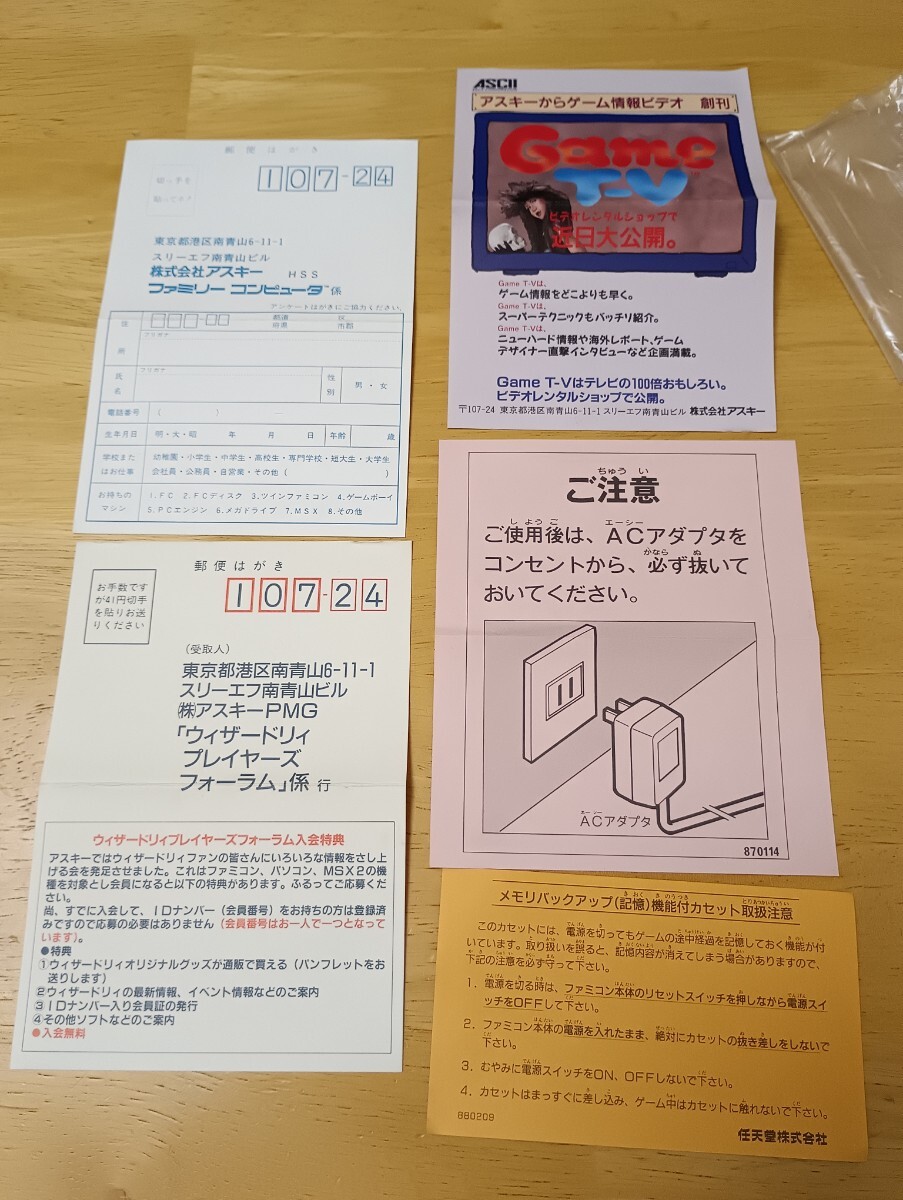 郵便はがき
切手を
貼って下さい
107-24
東京都港区南青山6-11-1
スリーエフ南青山ビル
株式会社アスキー HSS
ファミリー コンピュータ™係
アンケートはがきにご協力ください。
住
所
都道
府県
区
市郡
フリガナ
氏
名
フリガナ
性
別
男・女
電話番号 ( ) ―
生年月日 明・大・昭 年 月 日 年齢 歳
学校また
はお仕事
幼稚園・小学生・中学生・高校生・専門学校・短大生・大学生
会社員・公務員・自営業・その他( )
お持ちの
マシン
1.FC 2.FCディスク 3.ツインファミコン 4.ゲームボーイ
5.PCエンジン 6.メガドライブ 7.MSX 8.その他
ASCII
アスキーからゲーム情報ビデオ 創刊
Game
T-V
ビデオレンタルショップで
近日大公開。
Game T-Vは、
ゲーム情報をどこよりも早く。
Game T-Vは、
スーパーテクニックもバッチリ紹介。
Game T-Vは、
ニューハード情報や海外レポート、ゲーム
デザイナー直撃インタビューなど企画満載。
Game T-Vはテレビの100倍おもしろい。
ビデオレンタルショップで公開。
〒107-24 東京都港区南青山6-11-1 スリーエフ南青山ビル 株式会社アスキー
郵便はがき
お手数です
が41円切手
を貼りお送
りください
107-24
(受取人)
東京都港区南青山6-11-1
スリーエフ南青山ビル
㈱アスキーPMG
「ウィザードリィ
プレイヤーズ
フォーラム」係 行
ウィザードリィプレイヤーズフォーラム入会特典
アスキーではウィザードリィファンの皆さんにいろいろな情報をさし上
げる会を発足させました。これはファミコン、パソコン、MSX2の機
種を対象とし会員になると以下の特典があります。ふるってご応募くだ
さい。
尚、すでに入会して、IDナンバー(会員番号)をお持ちの方は登録済
みですので応募の必要はありません(会員番号はお一人で一つとなって
います)。
●特典
①ウィザードリィオリジナルグッズが通販で買える(パンフレットをお
送りします)
②ウィザードリィの最新情報、イベント情報などのご案内
③IDナンバー入り会員証の発行
④その他ソフトなどのご案内
●入会無料
ちゅう い
ご注意
しようご エーシー
ご使用後は、ACアダプタを
かなら ぬ
コンセントから、必ず抜いて
おいてください。
エーシー
ACアダプタ
870114
メモリバックアップ(記憶)機能付カセット取扱注意
このカセットには、電源を切ってもゲームの途中経過を記憶しておく機能が付
いています。取り扱いを誤ると、記憶内容が消えてしまう場合がありますので、
下記の注意を必ず守って下さい。
1. 電源を切る時は、ファミコン本体のリセットスイッチを押しながら電源スイ
ッチをOFFして下さい。
2. ファミコン本体の電源を入れたまま、絶対にカセットの抜き差しをしないで
下さい。
3. むやみに電源スイッチをON、OFFしないで下さい。
4. カセットはまっすぐに差し込み、ゲーム中はカセットに触れないで下さい。
880209
任天堂株式会社